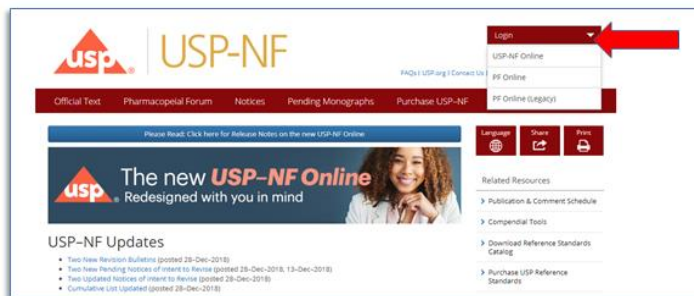 usp
USP-NF
Login
USP-NF Online
PF Online
PF Online (Legacy)
FAQs | USP.org | Contact Us |
Official Text Pharmacopeial Forum Notices Pending Monographs Purchase USP-NF
Please Read: Click here for Release Notes on the new USP-NF Online
Language Share Print
usp
The new USP–NF Online
Redesigned with you in mind
Related Resources
Publication & Comment Schedule
Compendial Tools
Download Reference Standards
Catalog
Purchase USP Reference
Standards
USP–NF Updates
Two New Revision Bulletins (posted 28–Dec–2018)
Two New Pending Notices of Intent to Revise (posted 28–Dec–2018, 13–Dec–2018)
Two Updated Notices of Intent to Revise (posted 28–Dec–2018)
Cumulative List Updated (posted 28–Dec–2018)